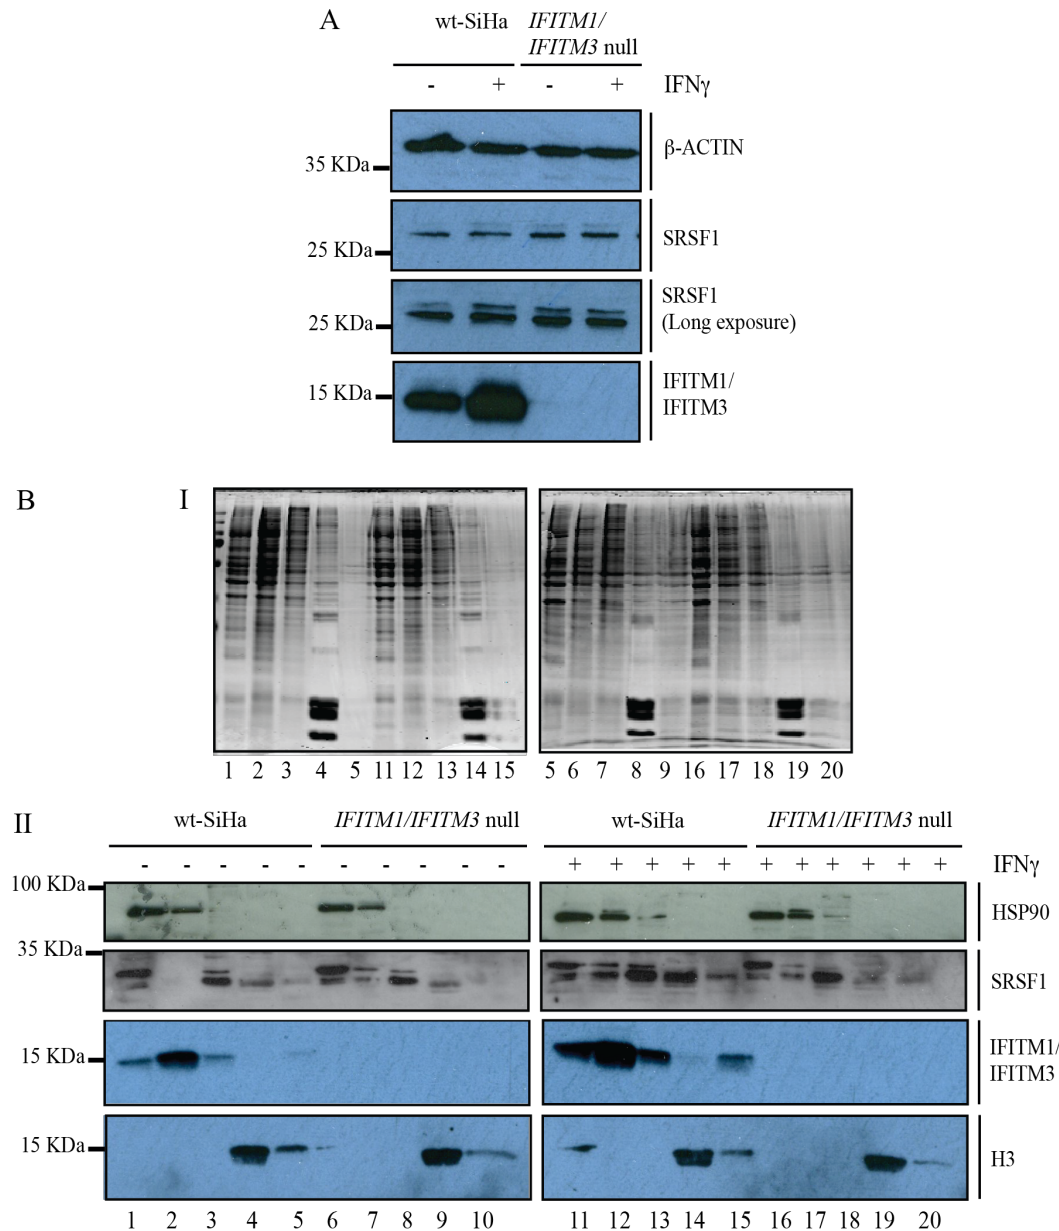 A
wt-SiHa
IFITM1/
IFITM3 null
- + - + IFNγ
35 KDa
β-ACTIN
25 KDa
SRSF1
25 KDa
SRSF1
(Long exposure)
15 KDa
IFITM1/
IFITM3
B
I
1 2 3 4 5 11 12 13 14 15
5 6 7 8 9 16 17 18 19 20
II
wt-SiHa IFITM1/IFITM3 null wt-SiHa IFITM1/IFITM3 null
- - - - - - - - - - - + + + + + + + + + + + IFNγ
100 KDa
HSP90
35 KDa
SRSF1
15 KDa
IFITM1/
IFITM3
15 KDa
H3
1 2 3 4 5 6 7 8 9 10 11 12 13 14 15 16 17 18 19 20